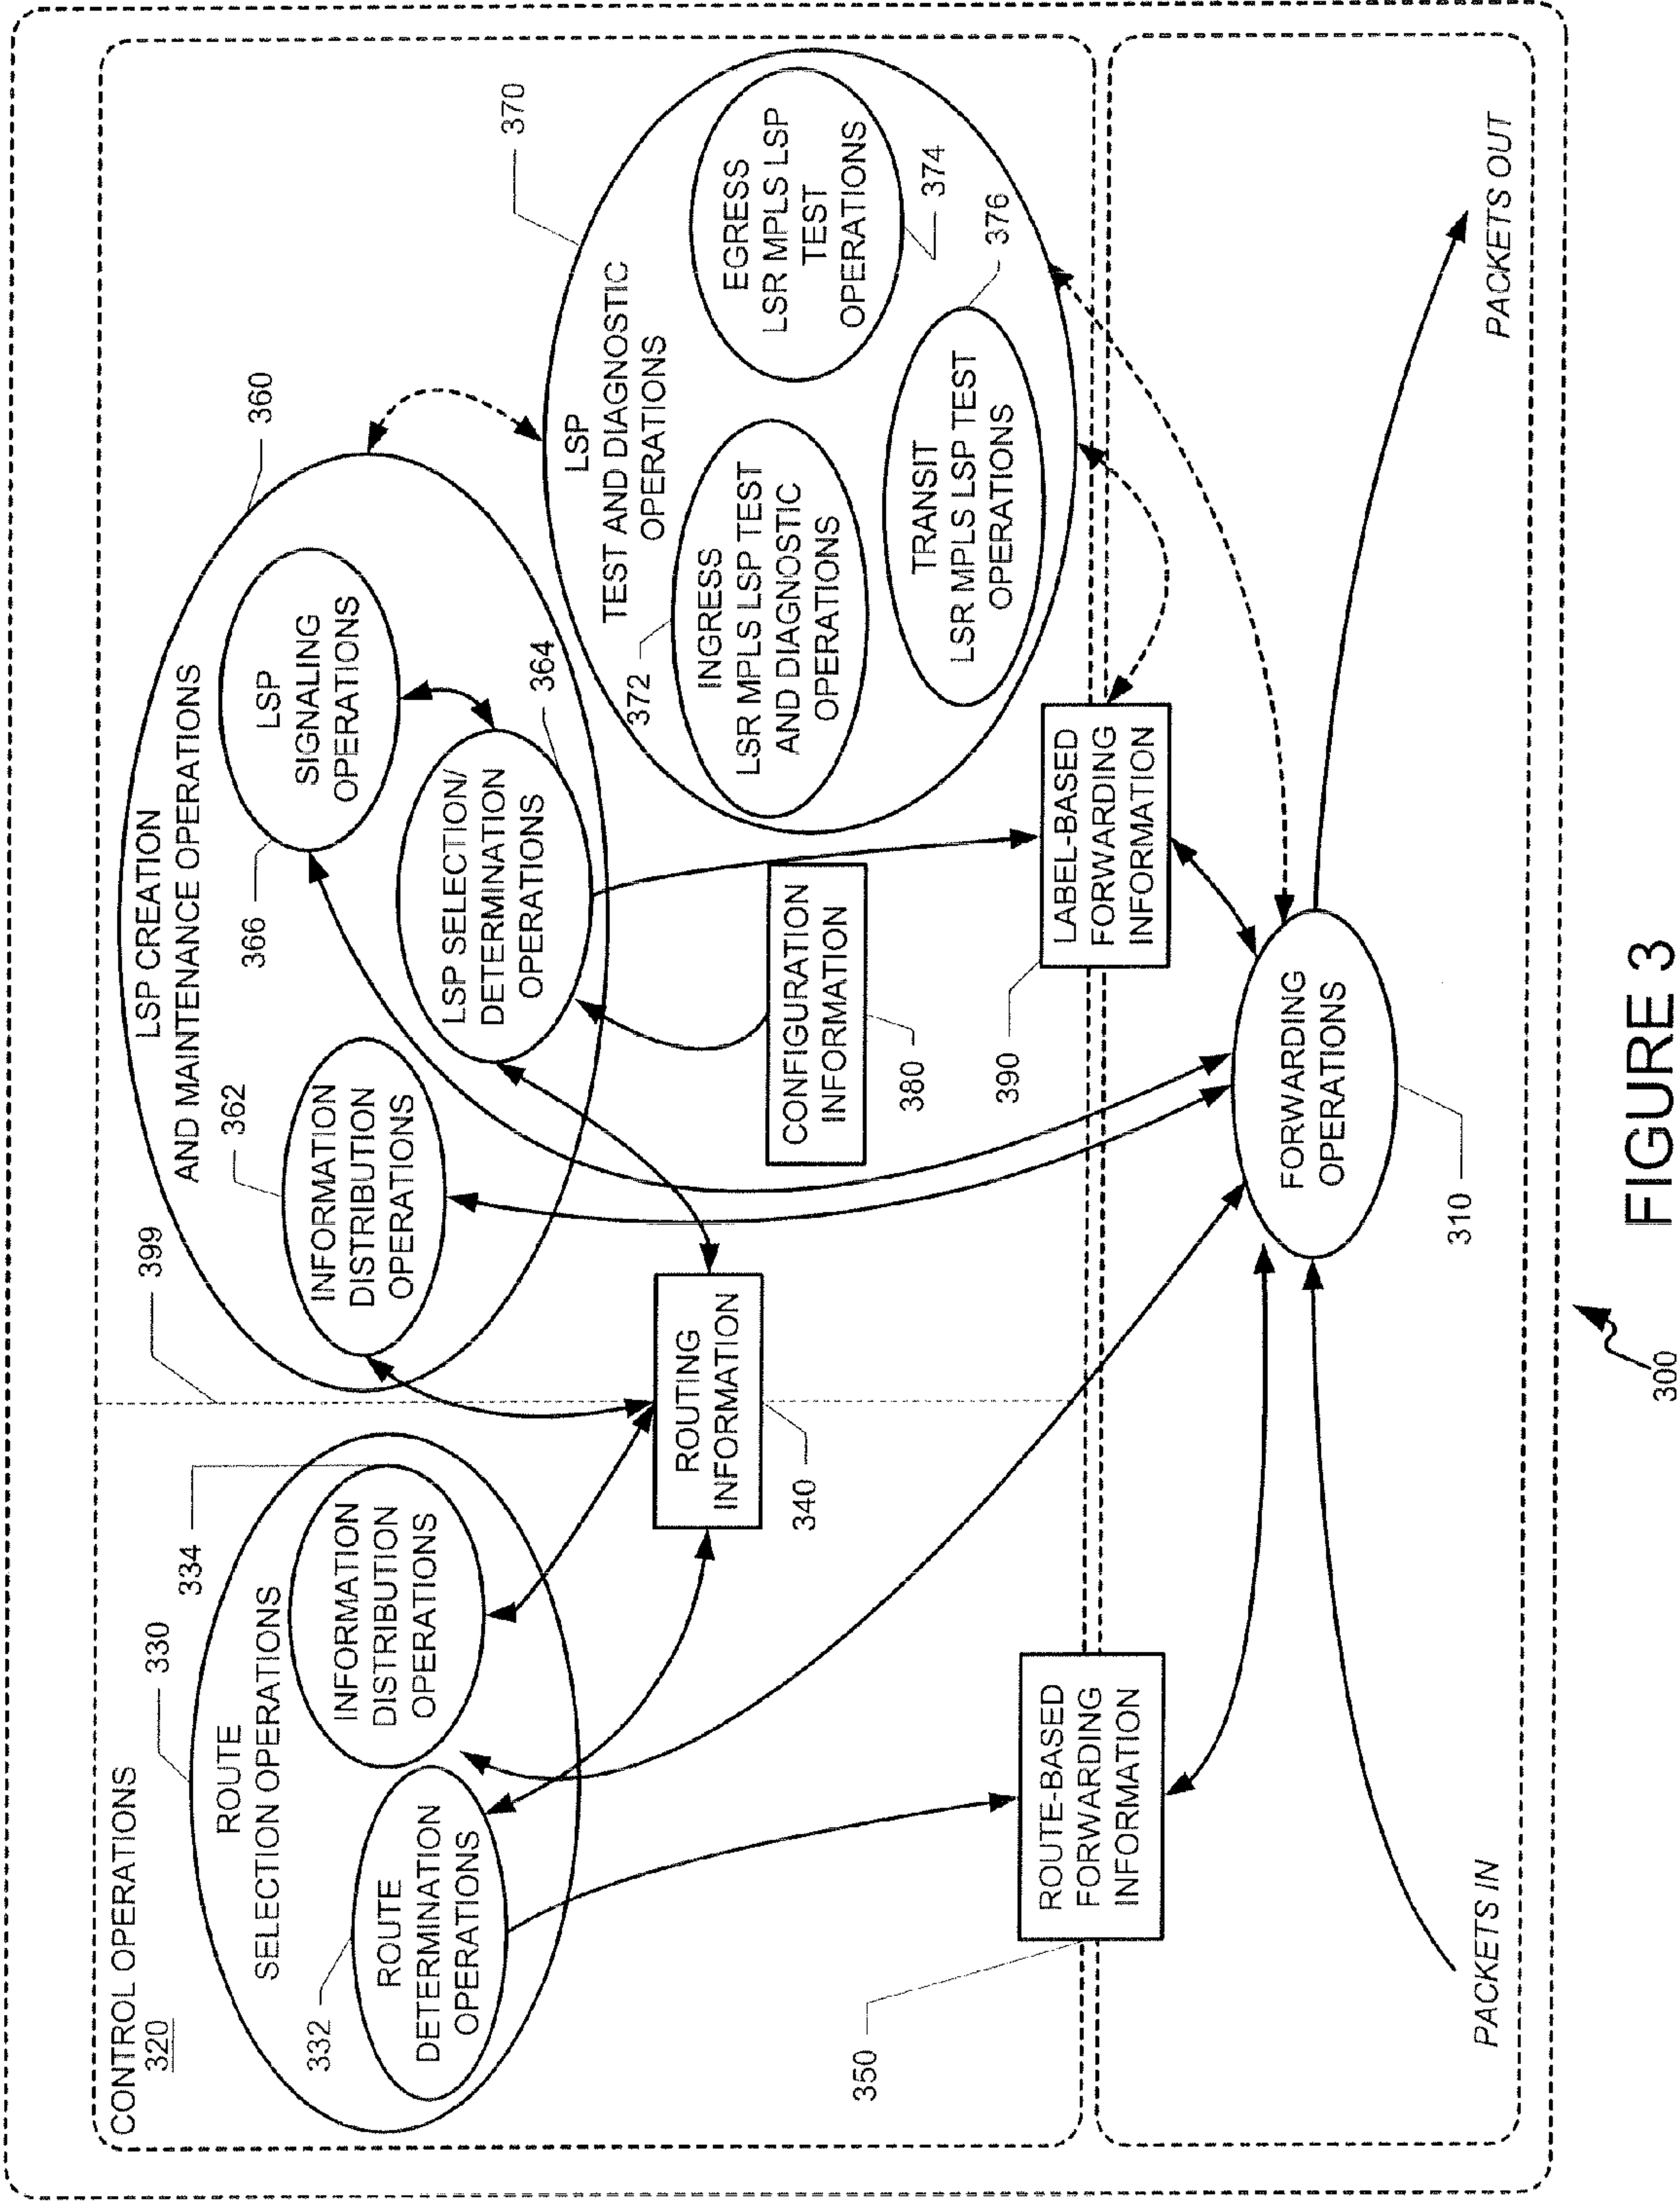 CONTROL OPERATIONS
320
330
ROUTE
SELECTION OPERATIONS
334
332
ROUTE
DETERMINATION
OPERATIONS
INFORMATION
DISTRIBUTION
OPERATIONS
399
LSP CREATION
AND MAINTENANCE OPERATIONS
360
362
INFORMATION
DISTRIBUTION
OPERATIONS
366
LSP
SIGNALING
OPERATIONS
LSP SELECTION/
DETERMINATION
OPERATIONS
364
370
LSP
TEST AND DIAGNOSTIC
OPERATIONS
372
INGRESS
LSR MPLS LSP TEST
AND DIAGNOSTIC
OPERATIONS
EGRESS
LSR MPLS LSP
TEST
OPERATIONS
374
376
TRANSIT
LSR MPLS LSP TEST
OPERATIONS
ROUTING
INFORMATION
340
CONFIGURATION
INFORMATION
380
350
ROUTE-BASED
FORWARDING
INFORMATION
390
LABEL-BASED
FORWARDING
INFORMATION
FORWARDING
OPERATIONS
310
PACKETS IN
PACKETS OUT
300
FIGURE 3